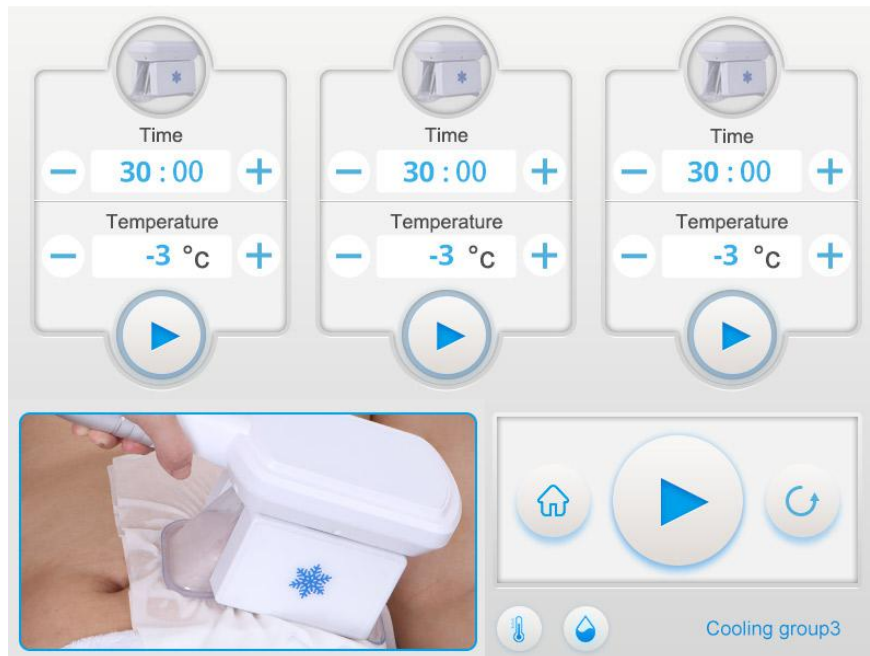 Time
30 : 00
Temperature
-3 °c
Time
30 : 00
Temperature
-3 °c
Time
30 : 00
Temperature
-3 °c
Cooling group3